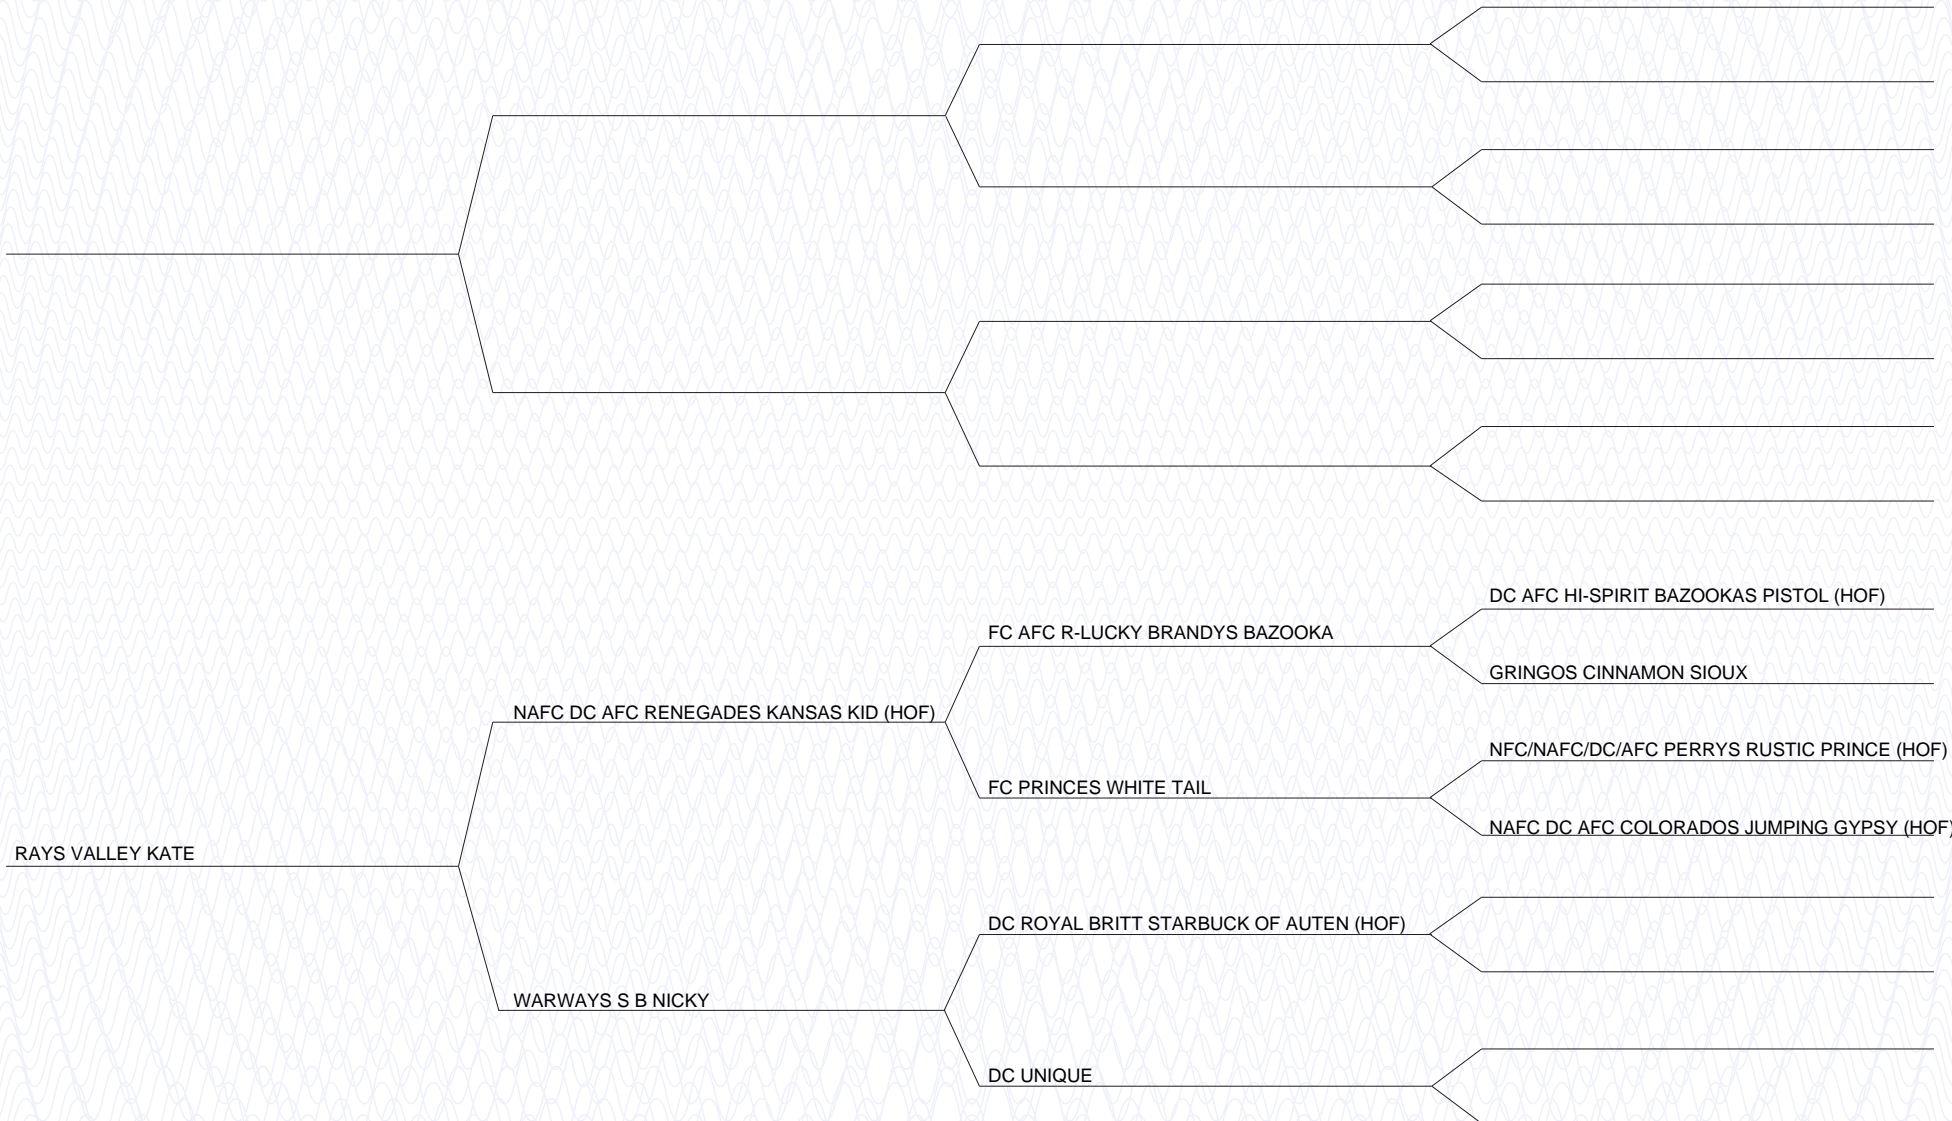 DC AFC HI-SPIRIT BAZOOKAS PISTOL (HOF)
FC AFC R-LUCKY BRANDYS BAZOOKA
GRINGOS CINNAMON SIOUX
NAFC DC AFC RENEGADES KANSAS KID (HOF)
NFC/NAFC/DC/AFC PERRYS RUSTIC PRINCE (HOF)
FC PRINCES WHITE TAIL
NAFC DC AFC COLORADOS JUMPING GYPSY (HOF)
RAYS VALLEY KATE
DC ROYAL BRITT STARBUCK OF AUTEN (HOF)
WARWAYS S B NICKY
DC UNIQUE